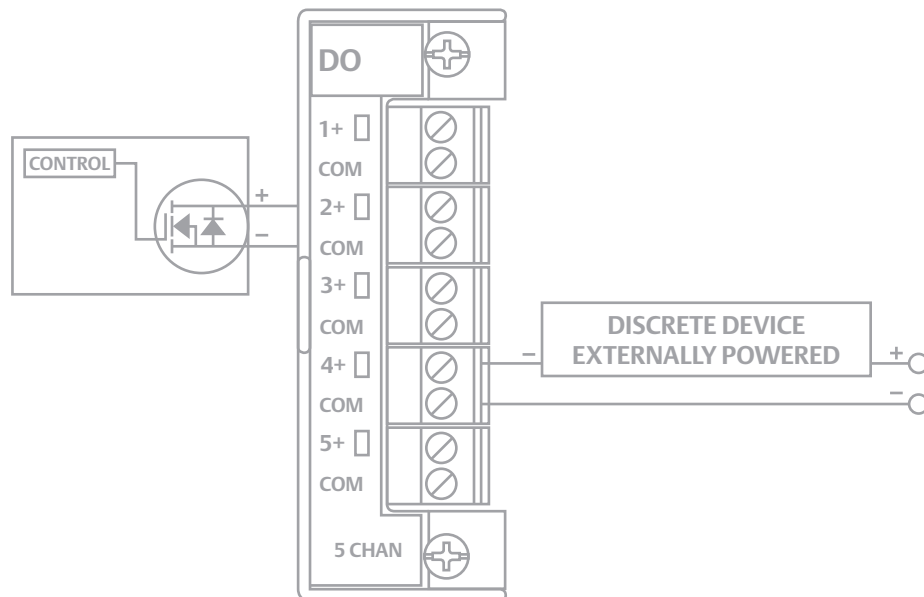 DO
1+
COM
CONTROL
+
2+
−
COM
3+
COM
DISCRETE DEVICE
EXTERNALLY POWERED
−
+
4+
−
COM
5+
COM
5 CHAN